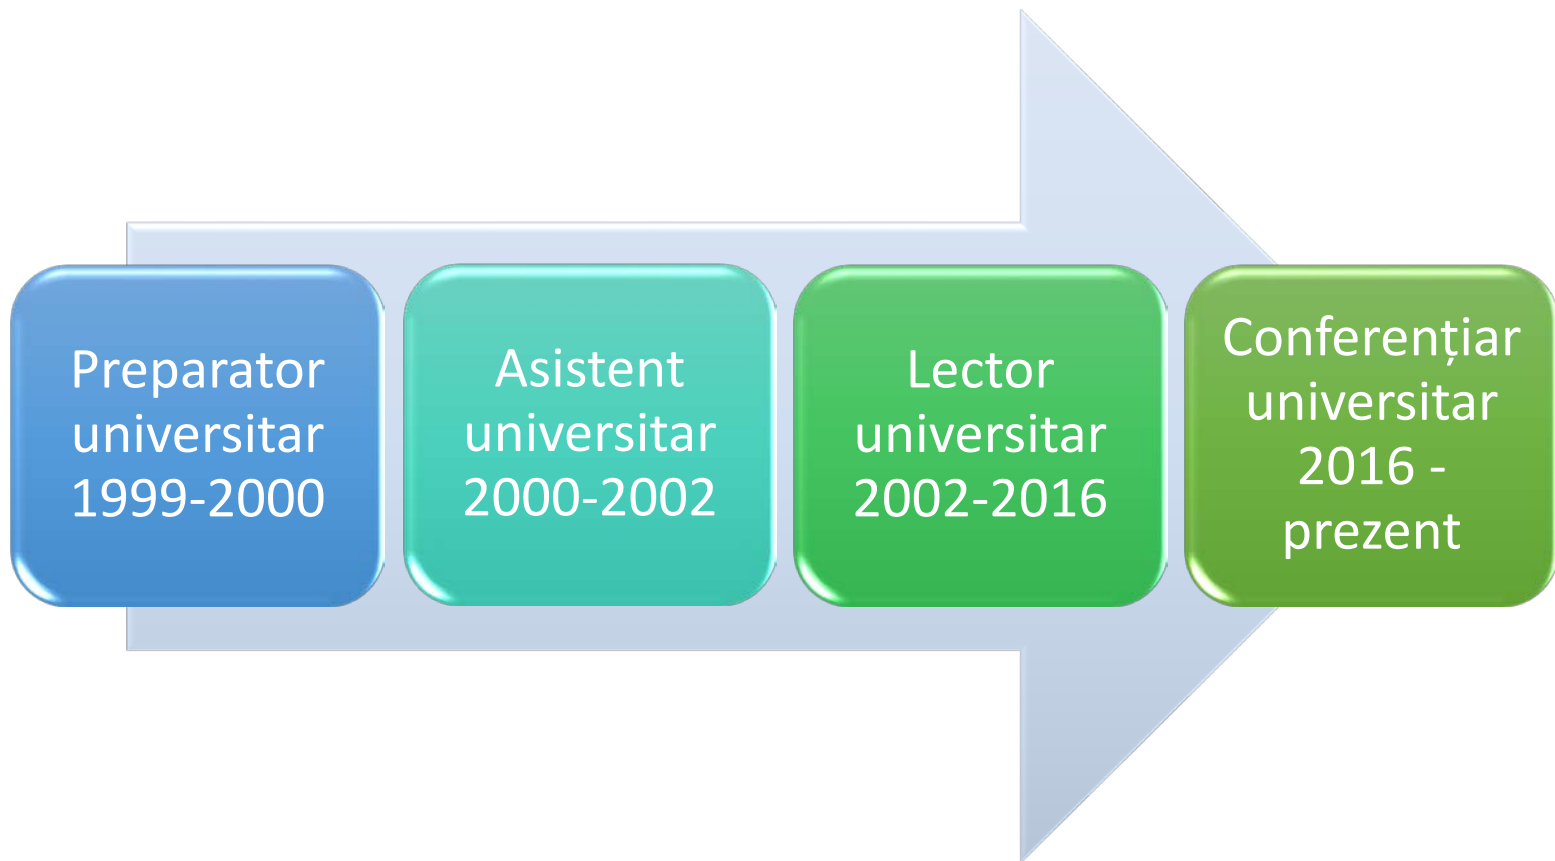 Preparator
universitar
1999-2000
Asistent
universitar
2000-2002
Lector
universitar
2002-2016
Conferențiar
universitar
2016 -
prezent